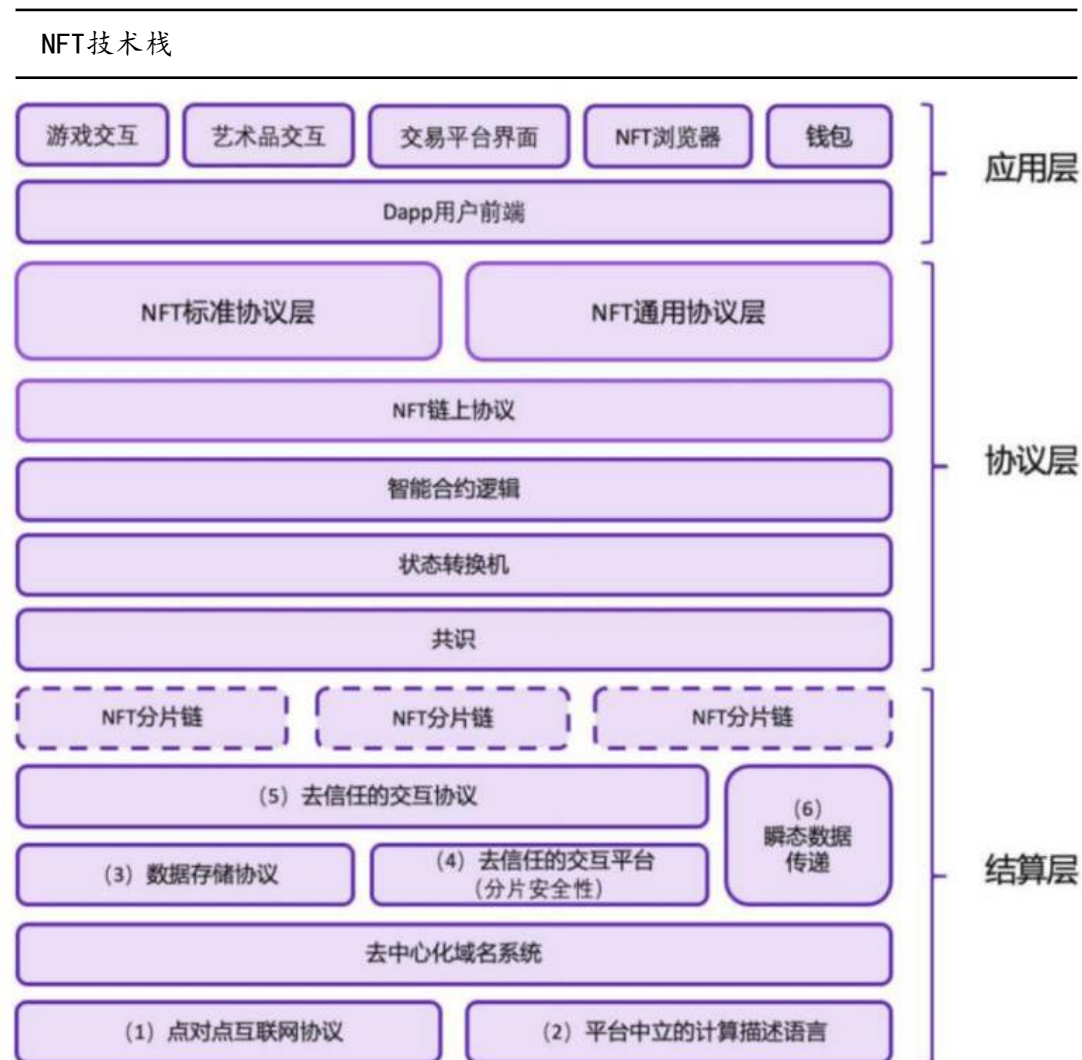 NFT技术栈
游戏交互
艺术品交互
交易平台界面
NFT浏览器
钱包
应用层
Dapp用户前端
NFT标准协议层
NFT通用协议层
NFT链上协议
协议层
智能合约逻辑
状态转换机
共识
NFT分片链
NFT分片链
NFT分片链
(5) 去信任的交互协议
(6)
瞬态数据
传递
(3) 数据存储协议
(4) 去信任的交互平台
(分片安全性)
结算层
去中心化域名系统
(1) 点对点互联网协议
(2) 平台中立的计算描述语言